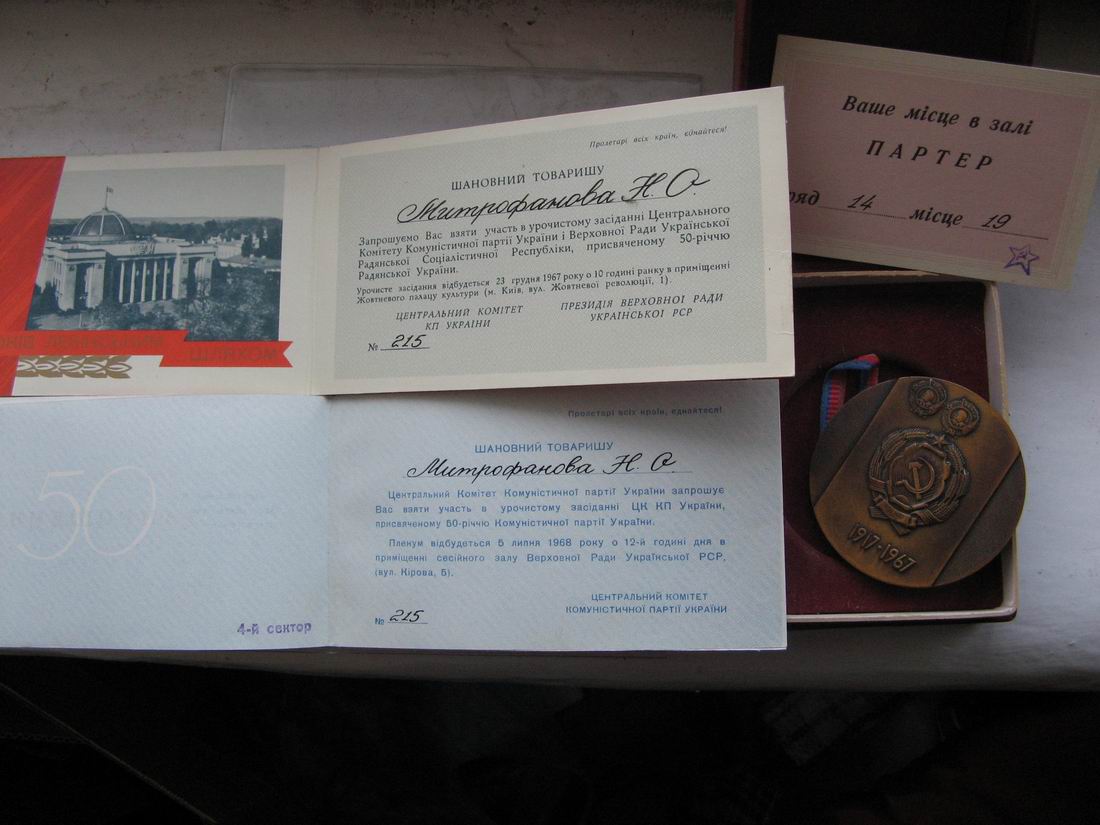 Пролетарі всіх країн, єднайтеся!
ШАНОВНИЙ ТОВАРИШУ
Митрофанова Н. О.
Запрошуємо Вас взяти участь в урочистому засіданні Центрального
Комітету Комуністичної партії України і Верховної Ради Української
Радянської Соціалістичної Республіки, присвяченому 50-річчю
Радянської України.
Урочисте засідання відбудеться 23 грудня 1967 року о 10 годині ранку в приміщенні
Жовтневого палацу культури (м. Київ, вул. Жовтневої революції, 1).
ЦЕНТРАЛЬНИЙ КОМІТЕТ
КП УКРАЇНИ
ПРЕЗИДІЯ ВЕРХОВНОЇ РАДИ
УКРАЇНСЬКОЇ РСР
№ 215
ЛЕНІНСЬКИМ
ШЛЯХОМ
Ваше місце в залі
ПАРТЕР
ряд 14 місце 19
50
4-й сектор
Пролетарі всіх країн, єднайтеся!
ШАНОВНИЙ ТОВАРИШУ
Митрофанова Н. О.
Центральний Комітет Комуністичної партії України запрошує
Вас взяти участь в урочистому засіданні ЦК КП України,
присвяченому 50-річчю Комуністичної партії України.
Пленум відбудеться 5 липня 1968 року о 12-й годині дня в
приміщенні сесійного залу Верховної Ради Української РСР,
(вул. Кірова, 5).
ЦЕНТРАЛЬНИЙ КОМІТЕТ
КОМУНІСТИЧНОЇ ПАРТІЇ УКРАЇНИ
№ 215
1917-1967